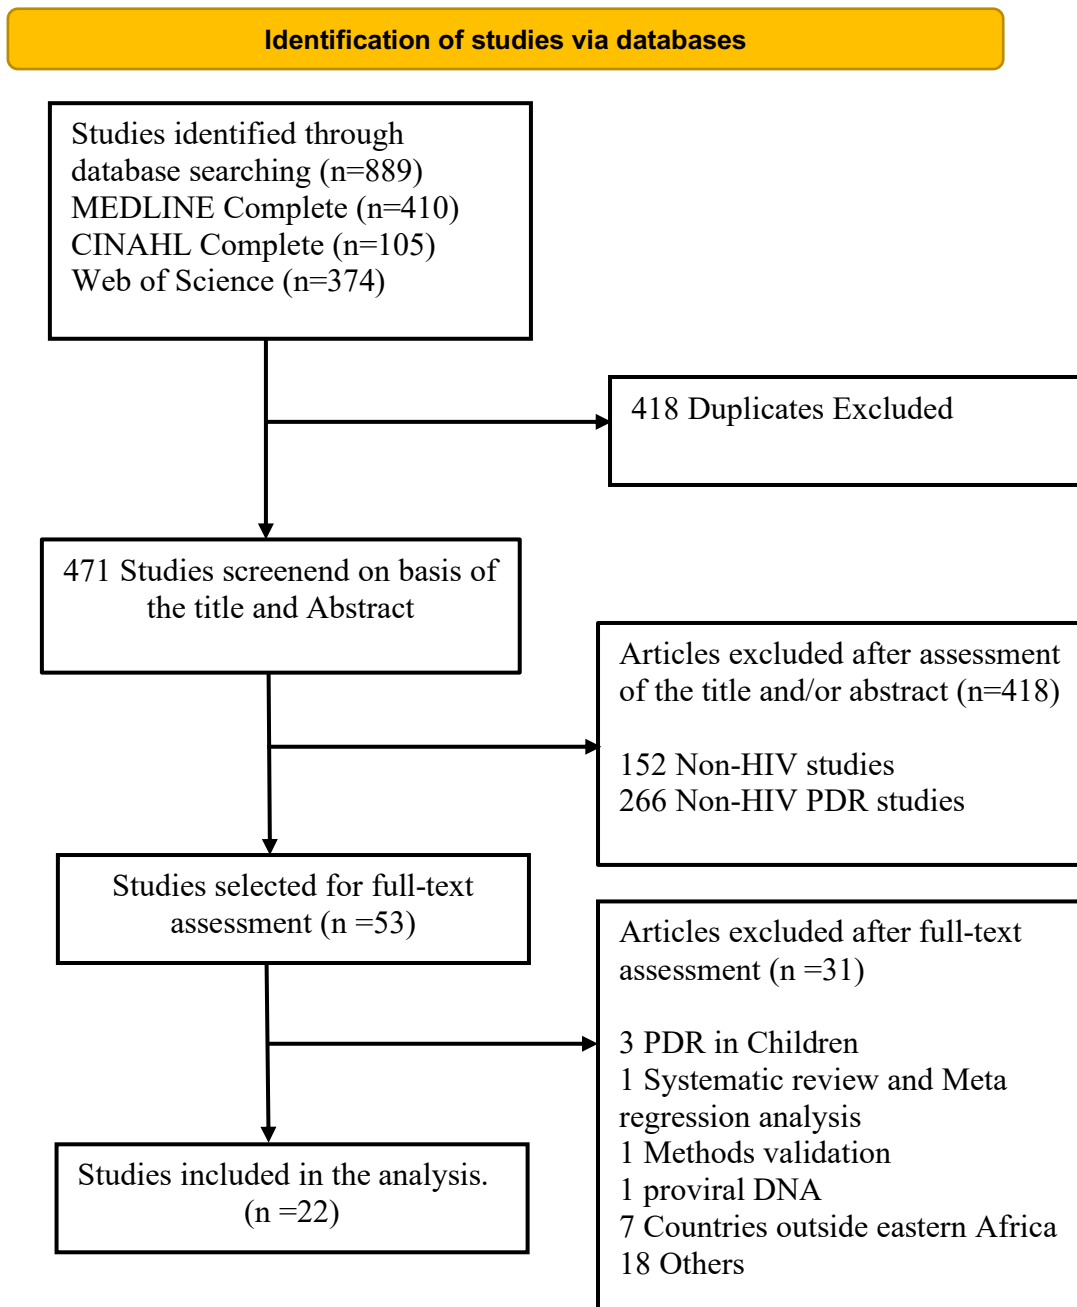 Identification of studies via databases
Studies identified through
database searching (n=889)
MEDLINE Complete (n=410)
CINAHL Complete (n=105)
Web of Science (n=374)
418 Duplicates Excluded
471 Studies screenend on basis of
the title and Abstract
Articles excluded after assessment
of the title and/or abstract (n=418)
152 Non-HIV studies
266 Non-HIV PDR studies
Studies selected for full-text
assessment (n =53)
Articles excluded after full-text
assessment (n =31)
3 PDR in Children
1 Systematic review and Meta
regression analysis
1 Methods validation
1 proviral DNA
7 Countries outside eastern Africa
18 Others
Studies included in the analysis.
(n =22)